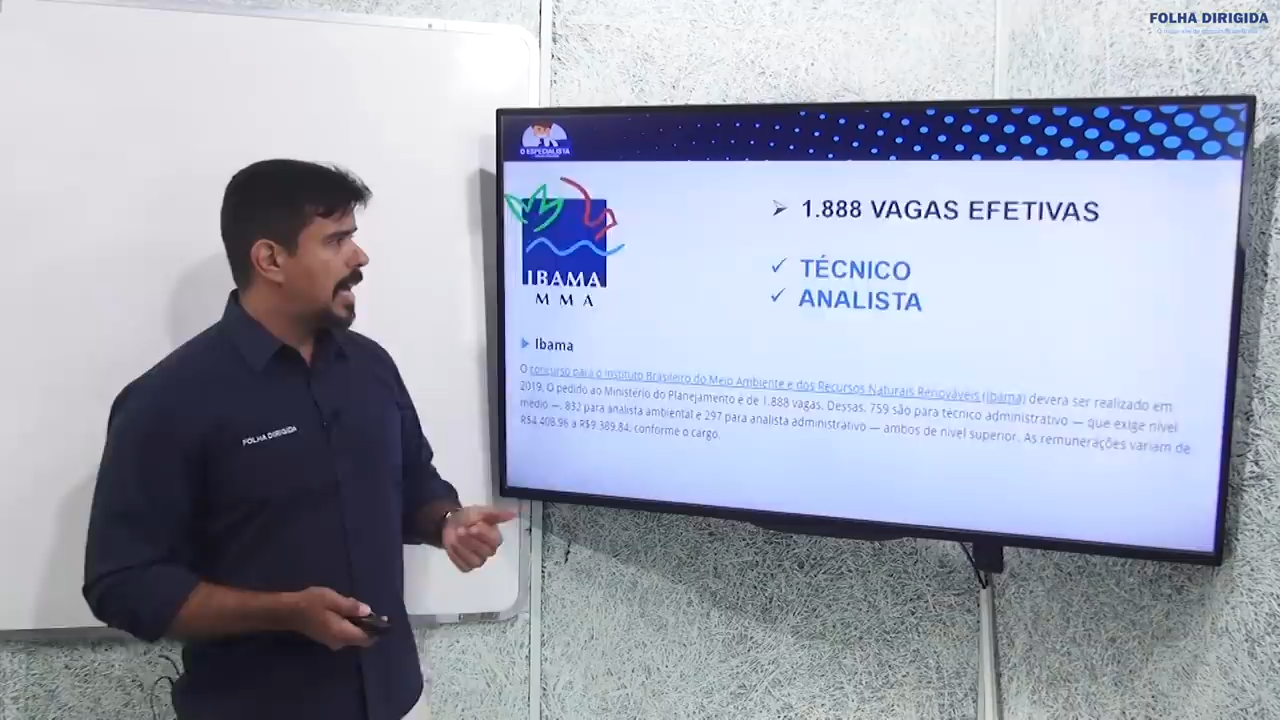 FOLHA DIRIGIDA
O ESPECIALISTA
1.888 VAGAS EFETIVAS
TÉCNICO
ANALISTA
IBAMA
M M A
Ibama
O concurso para o Instituto Brasileiro do Meio Ambiente e dos Recursos Naturais Renováveis (Ibama) deverá ser realizado em
2019. O pedido ao Ministério do Planejamento é de 1.888 vagas. Dessas, 759 são para técnico administrativo — que exige nível
médio —, 832 para analista ambiental e 297 para analista administrativo — ambos de nível superior. As remunerações variam de
R$4.408,96 a R$9.389,84, conforme o cargo.
FOLHA DIRIGIDA